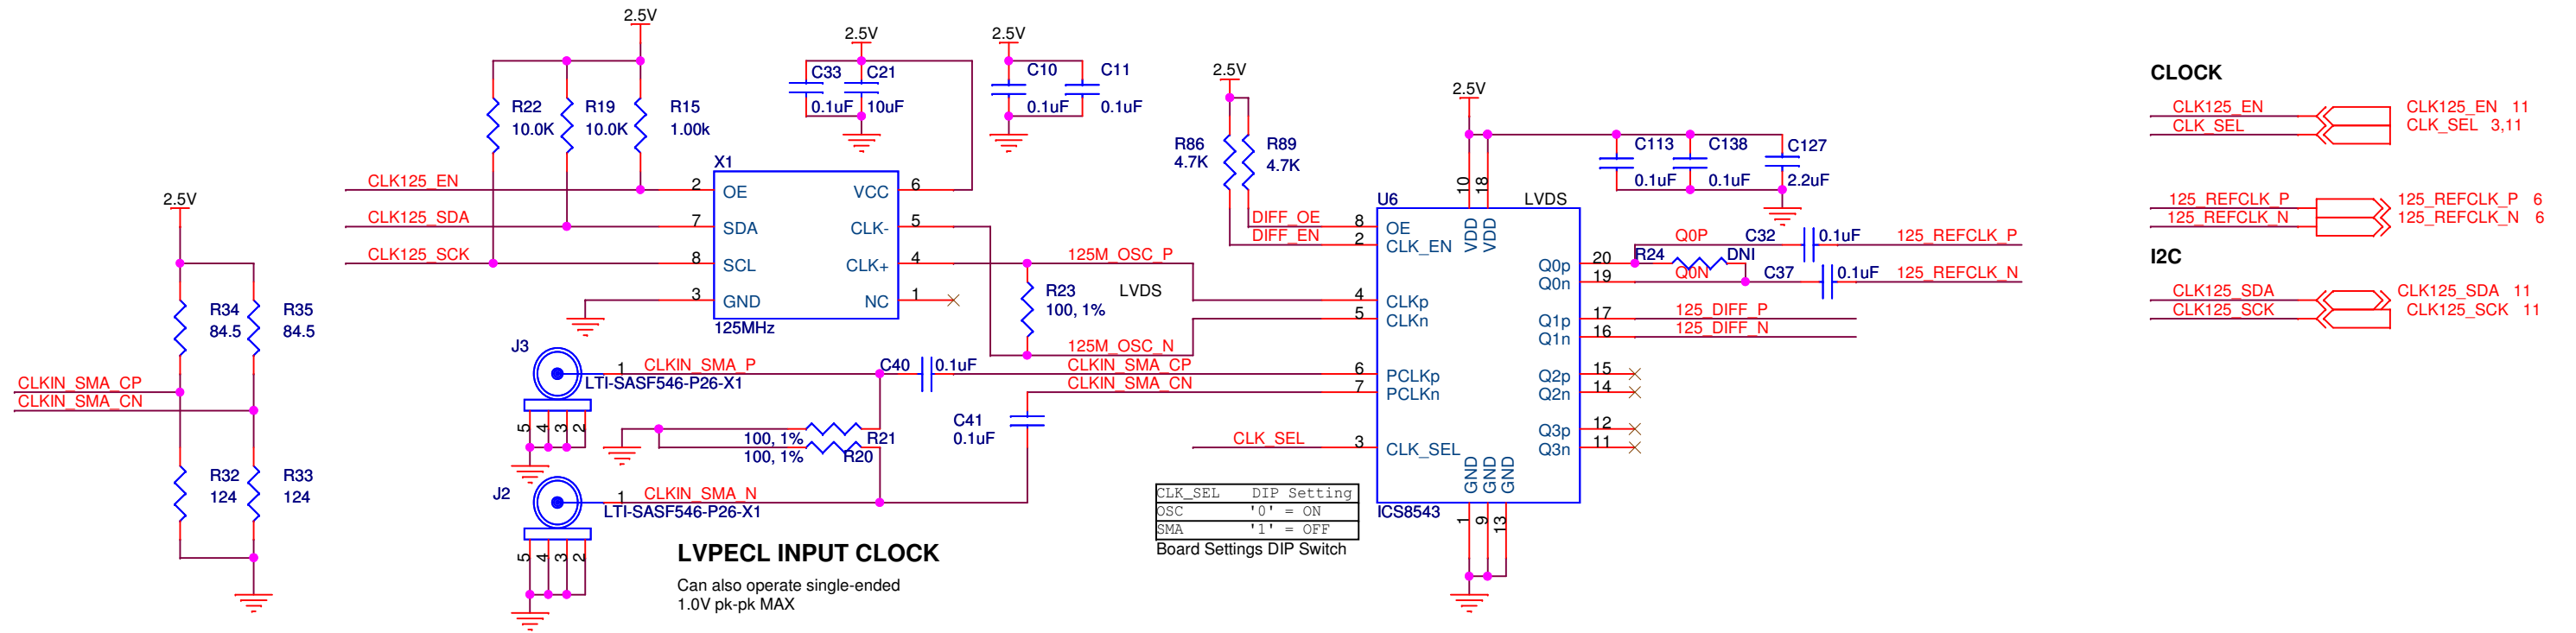 2.5V
R34
84.5
R35
84.5
CLKIN_SMA_CP
CLKIN_SMA_CN
R32
124
R33
124
2.5V
R22
10.0K
R19
10.0K
R15
1.00k
CLK125_EN
CLK125_SDA
CLK125_SCK
X1
2
OE
7
SDA
8
SCL
3
GND
VCC
6
CLK-
5
CLK+
4
NC
1
125MHz
2.5V
C33
0.1uF
C21
10uF
2.5V
C10
0.1uF
C11
0.1uF
125M_OSC_P
R23
100, 1%
LVDS
125M_OSC_N
J3
1
CLKIN_SMA_P
LTI-SASF546-P26-X1
5
4
3
2
C40
0.1uF
CLKIN_SMA_CP
CLKIN_SMA_CN
100, 1%
R21
100, 1%
R20
C41
0.1uF
J2
1
CLKIN_SMA_N
LTI-SASF546-P26-X1
5
4
3
2
LVPECL INPUT CLOCK
Can also operate single-ended
1.0V pk-pk MAX
2.5V
R86
4.7K
R89
4.7K
DIFF_OE
DIFF_EN
CLK_SEL
CLK_SEL DIP Setting
OSC '0' = ON
SMA '1' = OFF
Board Settings DIP Switch
2.5V
10
18
U6
LVDS
VDD
VDD
8
OE
2
CLK_EN
4
CLKp
5
CLKn
6
PCLKp
7
PCLKn
3
CLK_SEL
Q0p
20
Q0n
19
Q1p
17
Q1n
16
Q2p
15
Q2n
14
Q3p
12
Q3n
11
GND
GND
GND
1
9
13
ICS8543
C113
0.1uF
C138
0.1uF
C127
2.2uF
Q0P
C32
0.1uF
125_REFCLK_P
R24
DNI
Q0N
C37
0.1uF
125_REFCLK_N
125_DIFF_P
125_DIFF_N
CLOCK
CLK125_EN
CLK125_EN 11
CLK_SEL
CLK_SEL 3,11
125_REFCLK_P
125_REFCLK_P 6
125_REFCLK_N
125_REFCLK_N 6
I2C
CLK125_SDA
CLK125_SDA 11
CLK125_SCK
CLK125_SCK 11